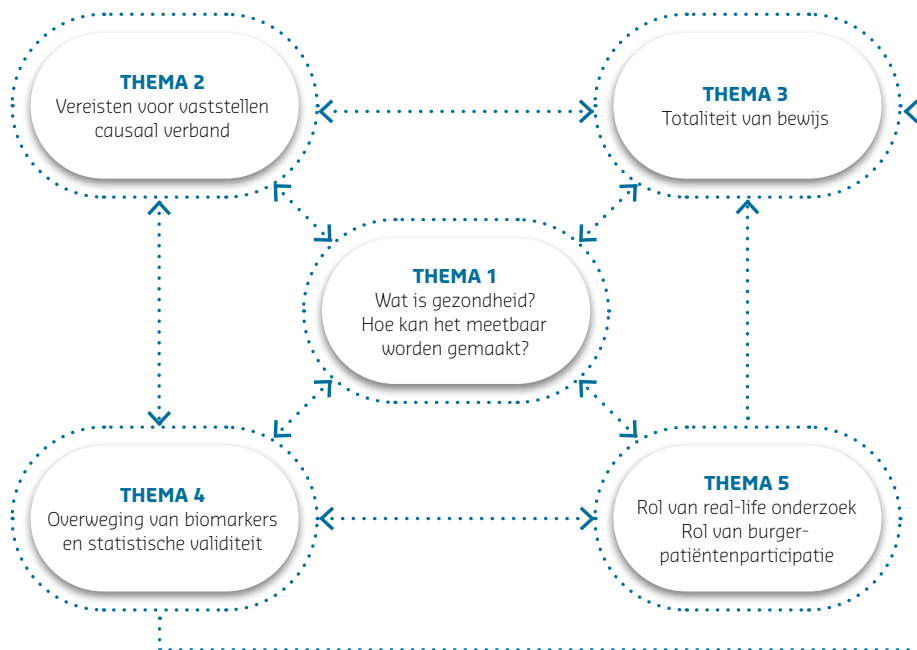 THEMA 2
Vereisten voor vaststellen
causaal verband
THEMA 3
Totaliteit van bewijs
THEMA 1
Wat is gezondheid?
Hoe kan het meetbaar
worden gemaakt?
THEMA 4
Overweging van biomarkers
en statistische validiteit
THEMA 5
Rol van real-life onderzoek
Rol van burger-
patiëntenparticipatie